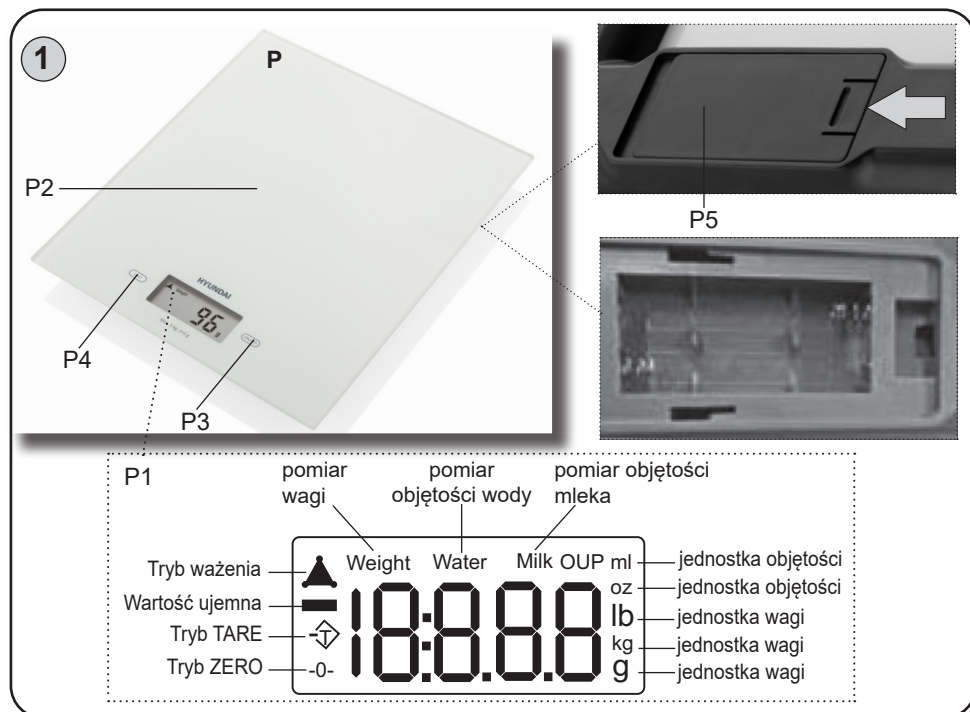 1
P
P2
P5
HYUNDAI
96 g
P4
P3
P1
pomiar
wagi
pomiar
objętości wody
pomiar objętości
mleka
Weight Water Milk OUP ml
Tryb ważenia
jednostka objętości
oz
jednostka objętości
Wartość ujemna
18:8.8.8
lb
jednostka wagi
Tryb TARE
T
kg
jednostka wagi
Tryb ZERO
-0-
g
jednostka wagi